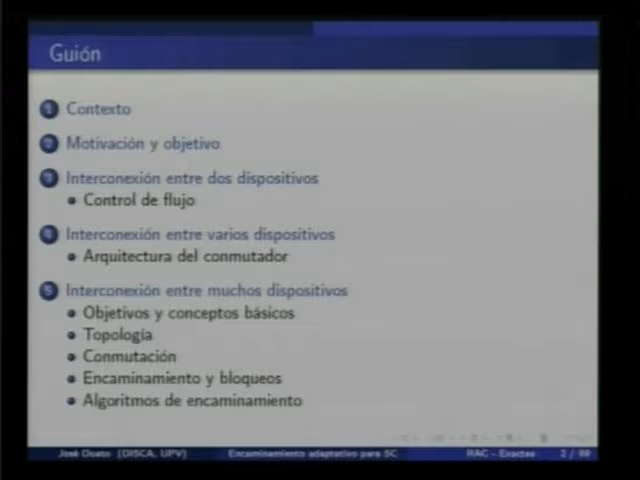 Guión
1 Contexto
2 Motivación y objetivo
3 Interconexión entre dos dispositivos
Control de flujo
4 Interconexión entre varios dispositivos
Arquitectura del conmutador
5 Interconexión entre muchos dispositivos
Objetivos y conceptos básicos
Topología
Conmutación
Encaminamiento y bloqueos
Algoritmos de encaminamiento
José Duato (DISCA, UPV) Encaminamiento adaptativo para SC RAC - Exactas 2 / 99